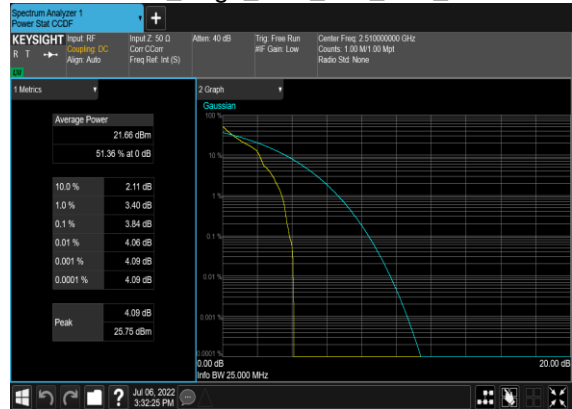 Spectrum Analyzer 1
Power Stat CCDF
+
KEYSIGHT
R T
Input: RF
Coupling: DC
Align: Auto
Input Z: 50 Ω
Corr CCorr
Freq Ref: Int (S)
Atten: 40 dB
Trig: Free Run
#IF Gain: Low
Center Freq: 2.510000000 GHz
Counts: 1.00 M/1.00 Mpt
Radio Std: None
1 Metrics
Average Power
21.66 dBm
51.36 % at 0 dB
10.0 % 2.11 dB
1.0 % 3.40 dB
0.1 % 3.84 dB
0.01 % 4.06 dB
0.001 % 4.09 dB
0.0001 % 4.09 dB
Peak
4.09 dB
25.75 dBm
2 Graph
Gaussian
100 %
10 %
1 %
0.1 %
0.01 %
0.001 %
0.0001 %
0.00 dB
20.00 dB
Info BW 25.000 MHz
?
Jul 06, 2022
3:32:25 PM